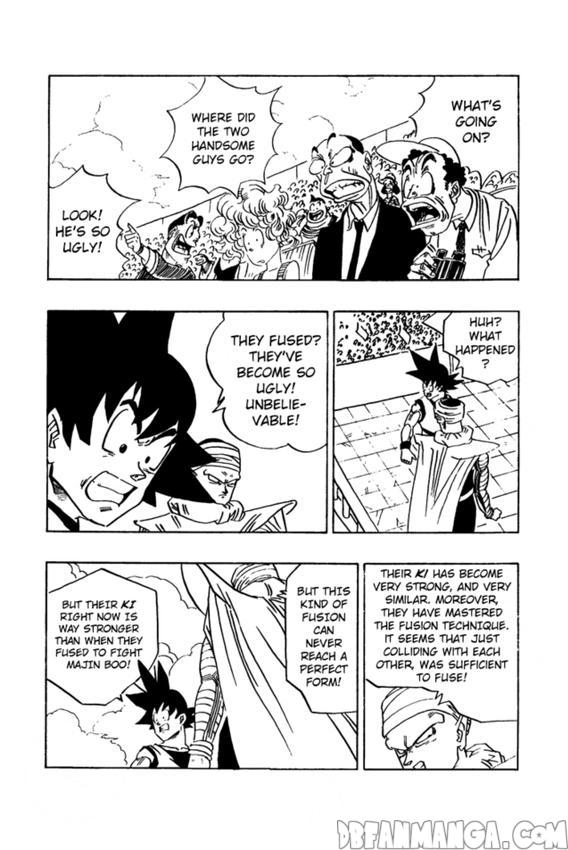 WHAT'S
GOING
ON?
WHERE DID
THE TWO
HANDSOME
GUYS GO?
LOOK!
HE'S SO
UGLY!
HUH?
WHAT
HAPPENED
?
THEY FUSED?
THEY'VE
BECOME SO
UGLY!
UNBELIE-
VABLE!
THEIR KI HAS BECOME
VERY STRONG, AND VERY
SIMILAR. MOREOVER,
THEY HAVE MASTERED
THE FUSION TECHNIQUE.
IT SEEMS THAT JUST
COLLIDING WITH EACH
OTHER, WAS SUFFICIENT
TO FUSE!
BUT THIS
KIND OF
FUSION
CAN
NEVER
REACH A
PERFECT
FORM!
BUT THEIR KI
RIGHT NOW IS
WAY STRONGER
THAN WHEN THEY
FUSED TO FIGHT
MAJIN BOO!
DBFANMANGA.COM